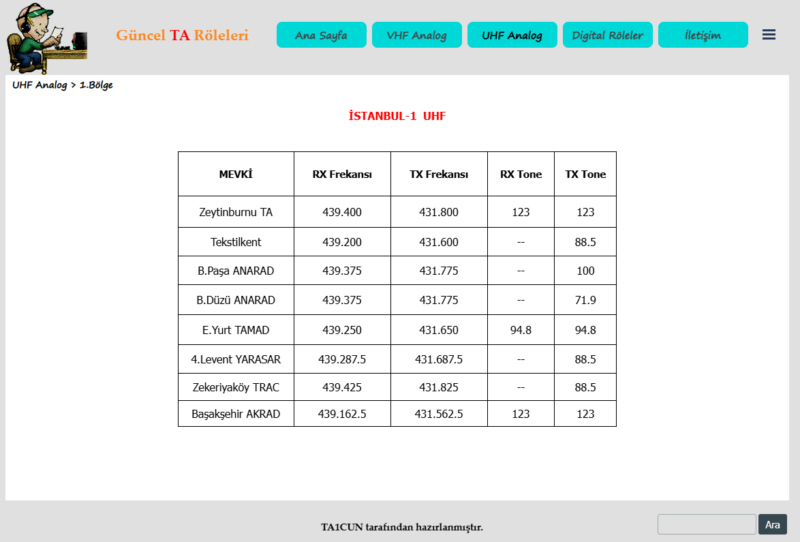 Güncel TA Röleleri
Ana Sayfa VHF Analog UHF Analog Digital Röleler İletişim
UHF Analog > 1.Bölge
İSTANBUL-1 UHF
MEVKİ RX Frekansı TX Frekansı RX Tone TX Tone
Zeytinburnu TA 439.400 431.800 123 123
Tekstilkent 439.200 431.600 -- 88.5
B.Paşa ANARAD 439.375 431.775 -- 100
B.Düzü ANARAD 439.375 431.775 -- 71.9
E.Yurt TAMAD 439.250 431.650 94.8 94.8
4.Levent YARASAR 439.287.5 431.687.5 -- 88.5
Zekeriyaköy TRAC 439.425 431.825 -- 88.5
Başakşehir AKRAD 439.162.5 431.562.5 123 123
TA1CUN tarafından hazırlanmıştır.
Ara